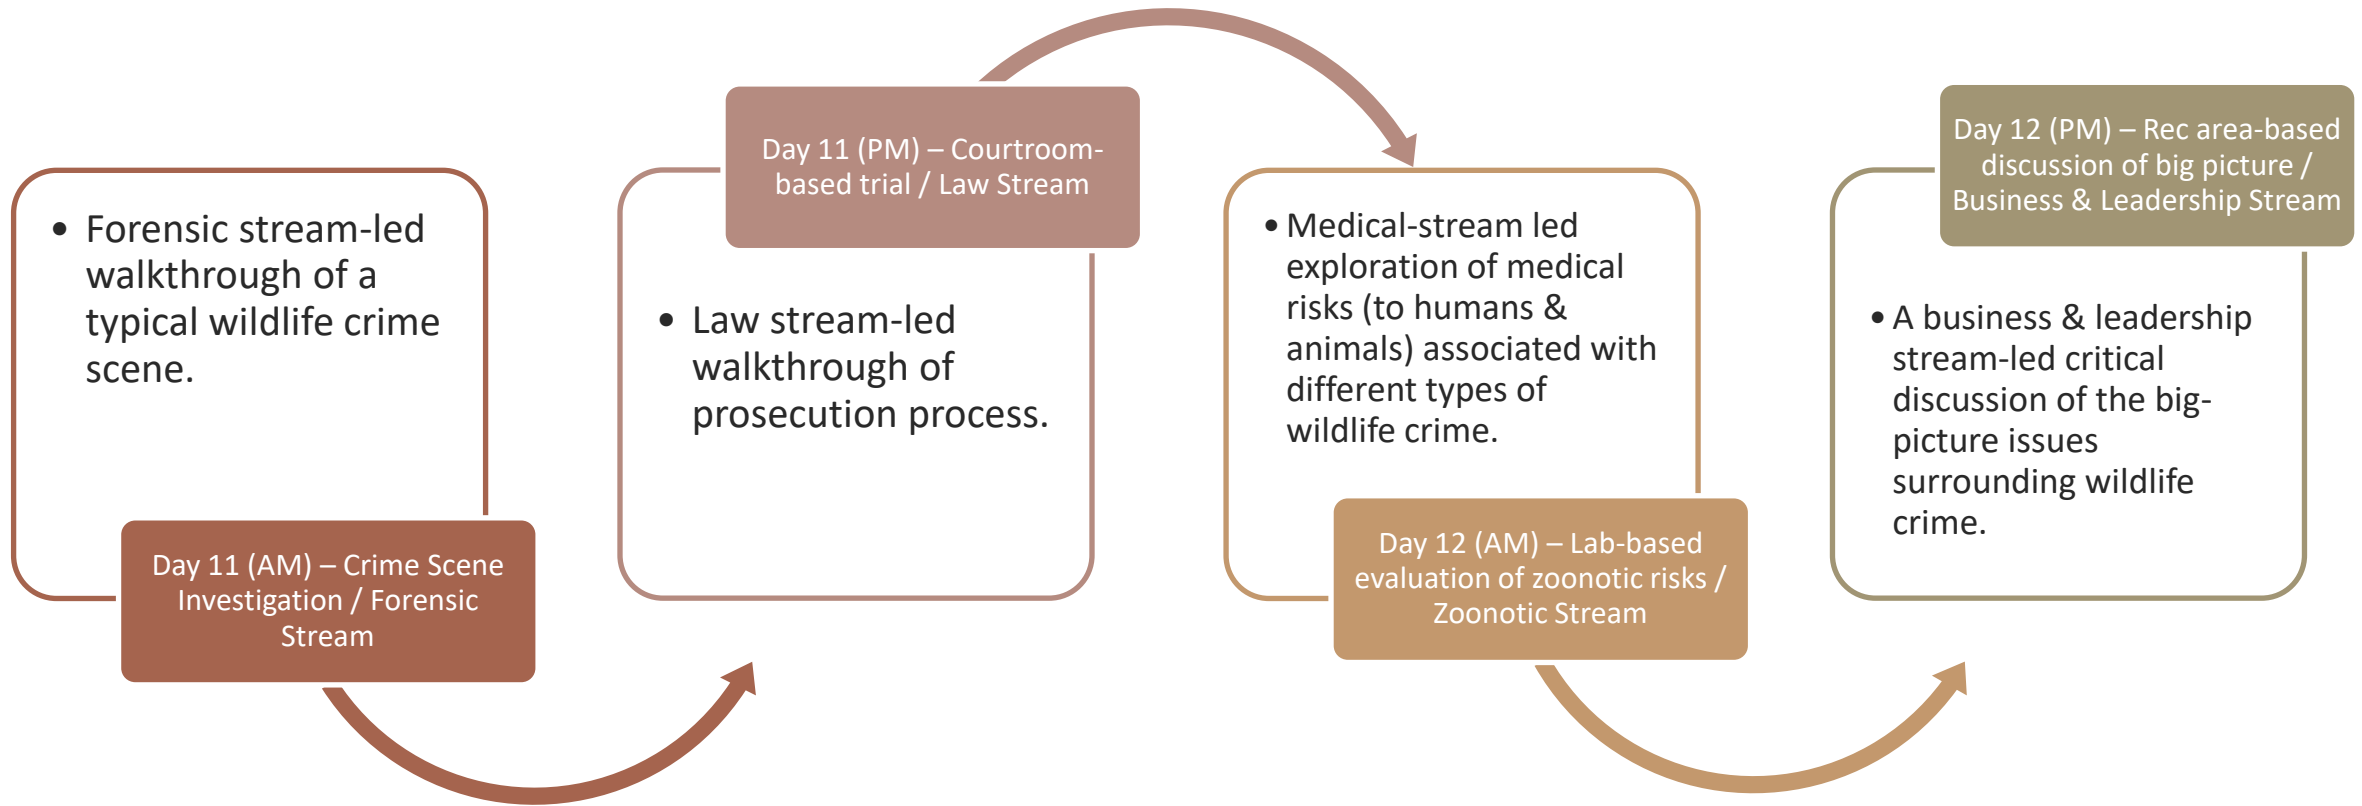 • Forensic stream-led
walkthrough of a
typical wildlife crime
scene.
Day 11 (AM) – Crime Scene
Investigation / Forensic
Stream
Day 11 (PM) – Courtroom-
based trial / Law Stream
• Law stream-led
walkthrough of
prosecution process.
• Medical-stream led
exploration of medical
risks (to humans &
animals) associated with
different types of
wildlife crime.
Day 12 (AM) – Lab-based
evaluation of zoonotic risks /
Zoonotic Stream
Day 12 (PM) – Rec area-based
discussion of big picture /
Business & Leadership Stream
• A business & leadership
stream-led critical
discussion of the big-
picture issues
surrounding wildlife
crime.